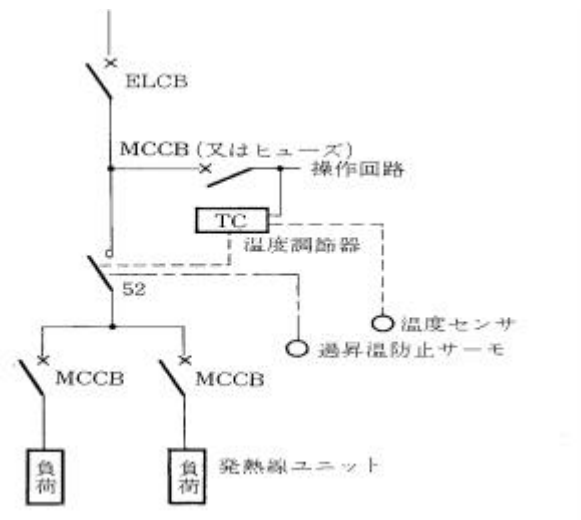 ELCB
MCCB(又はヒューズ)
操作回路
TC
温度調節器
52
温度センサ
過昇温防止サーモ
MCCB
MCCB
負荷
負荷
発熱線ユニット